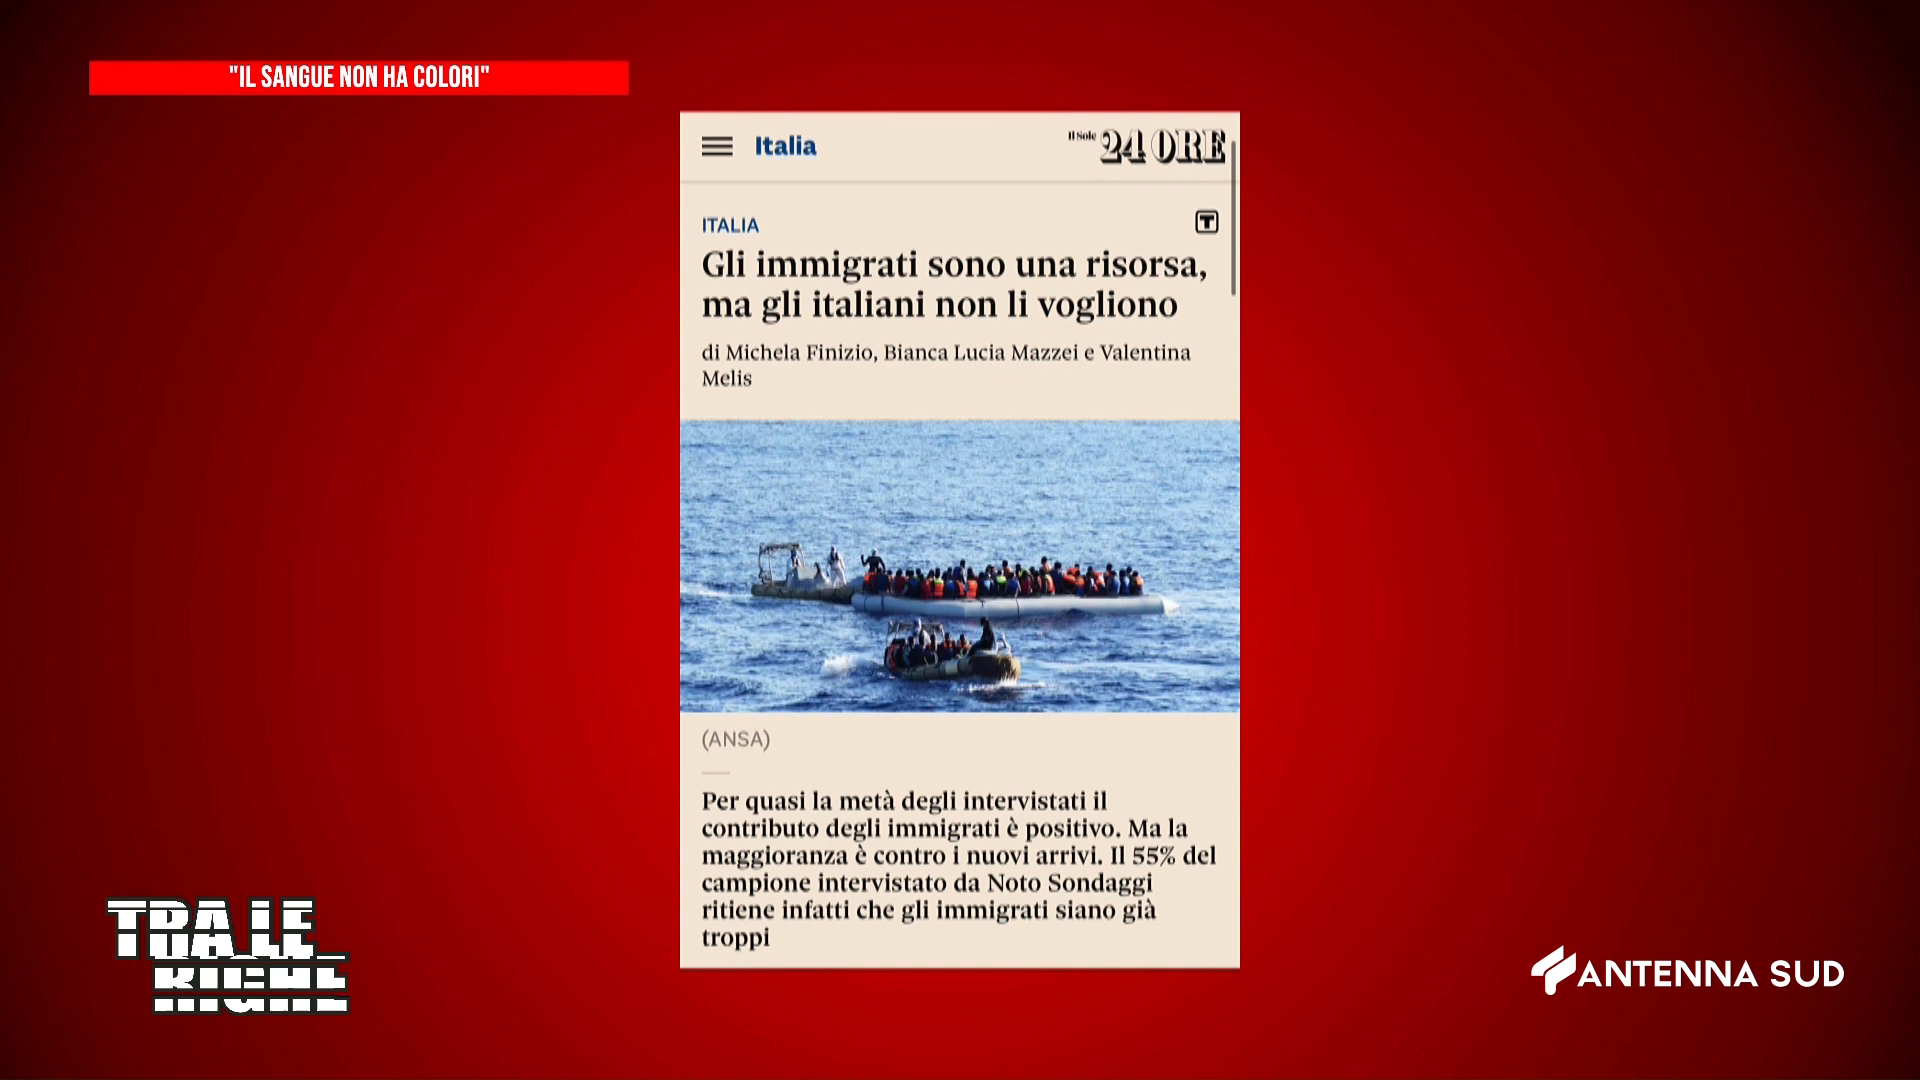 "IL SANGUE NON HA COLORI"
Italia
Il Sole 24 ORE
ITALIA
T
Gli immigrati sono una risorsa,
ma gli italiani non li vogliono
di Michela Finizio, Bianca Lucia Mazzei e Valentina
Melis
(ANSA)
Per quasi la metà degli intervistati il
contributo degli immigrati è positivo. Ma la
maggioranza è contro i nuovi arrivi. Il 55% del
campione intervistato da Noto Sondaggi
ritiene infatti che gli immigrati siano già
troppi
TRA LE
RIGHE
ANTENNA SUD